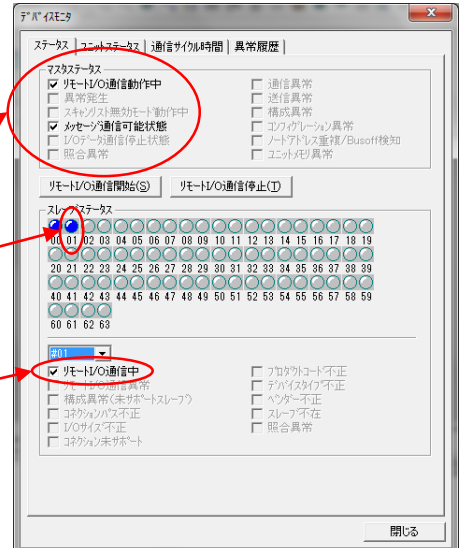 ﾃﾞﾊﾞｲｽﾓﾆﾀ
ｽﾃｰﾀｽ ﾕﾆｯﾄｽﾃｰﾀｽ 通信ｻｲｸﾙ時間 異常履歴
ﾏｽﾀｽﾃｰﾀｽ
ﾘﾓｰﾄI/O通信動作中 通信異常
異常発生 送信異常
ｽｷｬﾝﾘｽﾄ無効ﾓｰﾄﾞ動作中 構成異常
ﾒｯｾｰｼﾞ通信可能状態 ｺﾝﾌｨｸﾞﾚｰｼｮﾝ異常
I/Oﾃﾞｰﾀ通信停止状態 ﾉｰﾄﾞｱﾄﾞﾚｽ重複/Busoff検知
照合異常 ﾕﾆｯﾄﾒﾓﾘ異常
ﾘﾓｰﾄI/O通信開始(S) ﾘﾓｰﾄI/O通信停止(T)
ｽﾚｰﾌﾞｽﾃｰﾀｽ
00 01 02 03 04 05 06 07 08 09 10 11 12 13 14 15 16 17 18 19
20 21 22 23 24 25 26 27 28 29 30 31 32 33 34 35 36 37 38 39
40 41 42 43 44 45 46 47 48 49 50 51 52 53 54 55 56 57 58 59
60 61 62 63
#01
ﾘﾓｰﾄI/O通信中 ﾌﾟﾛﾀﾞｸﾄｺｰﾄﾞ不正
ﾘﾓｰﾄI/O通信異常 ﾃﾞﾊﾞｲｽﾀｲﾌﾟ不正
構成異常(未ｻﾎﾟｰﾄｽﾚｰﾌﾞ) ﾍﾞﾝﾀﾞｰ不正
ｺﾈｸｼｮﾝﾊﾟｽ不正 ｽﾚｰﾌﾞ不在
I/Oｻｲｽﾞ不正 照合異常
ｺﾈｸｼｮﾝ未ｻﾎﾟｰﾄ
閉じる